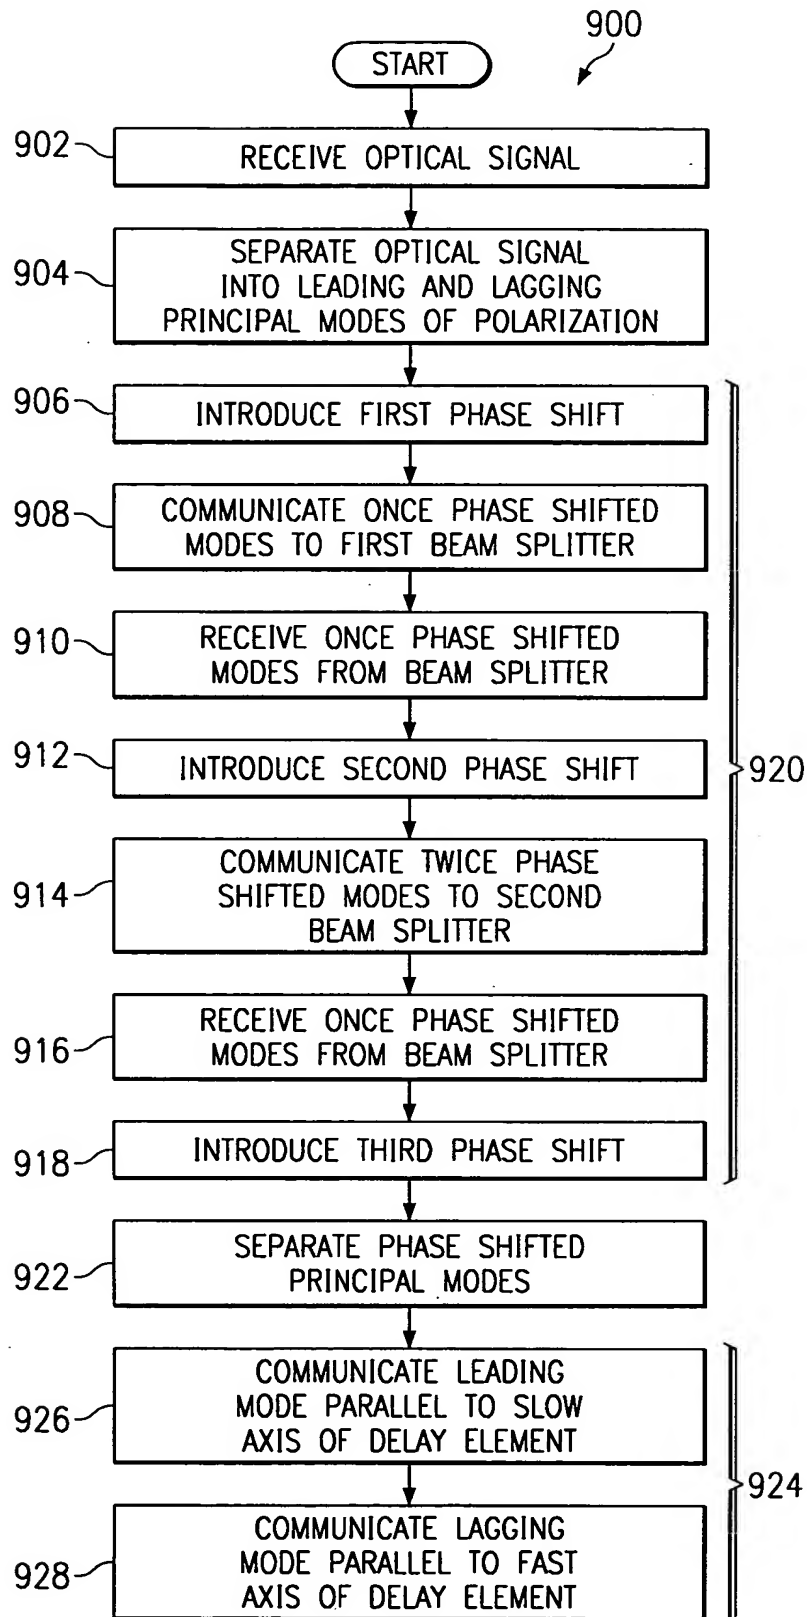 900
START
902
RECEIVE OPTICAL SIGNAL
904
SEPARATE OPTICAL SIGNAL
INTO LEADING AND LAGGING
PRINCIPAL MODES OF POLARIZATION
906
INTRODUCE FIRST PHASE SHIFT
908
COMMUNICATE ONCE PHASE SHIFTED
MODES TO FIRST BEAM SPLITTER
910
RECEIVE ONCE PHASE SHIFTED
MODES FROM BEAM SPLITTER
912
INTRODUCE SECOND PHASE SHIFT
920
914
COMMUNICATE TWICE PHASE
SHIFTED MODES TO SECOND
BEAM SPLITTER
916
RECEIVE ONCE PHASE SHIFTED
MODES FROM BEAM SPLITTER
918
INTRODUCE THIRD PHASE SHIFT
922
SEPARATE PHASE SHIFTED
PRINCIPAL MODES
926
COMMUNICATE LEADING
MODE PARALLEL TO SLOW
AXIS OF DELAY ELEMENT
924
928
COMMUNICATE LAGGING
MODE PARALLEL TO FAST
AXIS OF DELAY ELEMENT